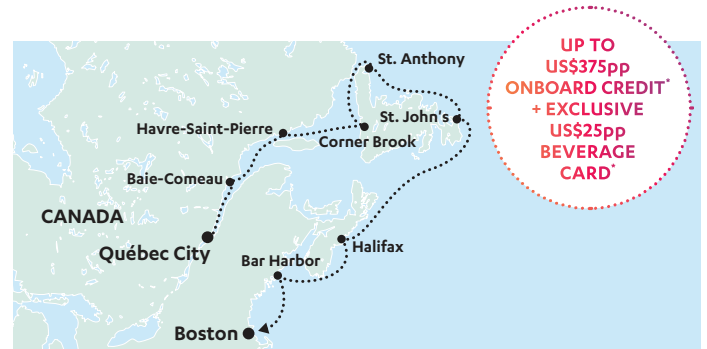 UP TO
US$375pp
ONBOARD CREDIT*
+ EXCLUSIVE
US$25pp
BEVERAGE
CARD*
St. Anthony
St. John's
Havre-Saint-Pierre
Corner Brook
Baie-Comeau
CANADA
Québec City
Halifax
Bar Harbor
Boston